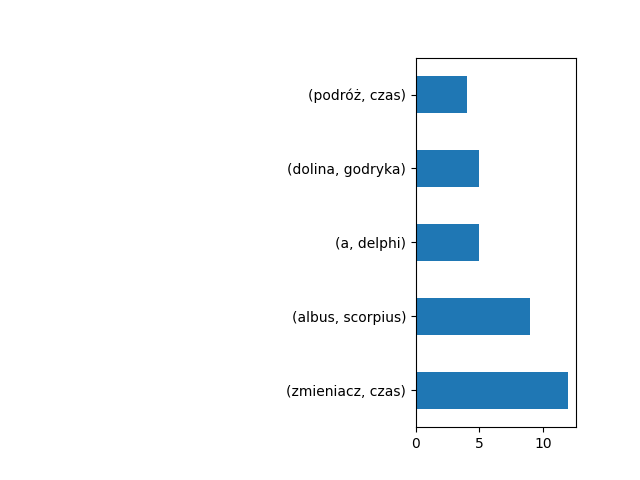 (podróż, czas)
(dolina, godryka)
(a, delphi)
(albus, scorpius)
(zmieniacz, czas)
0 5 10